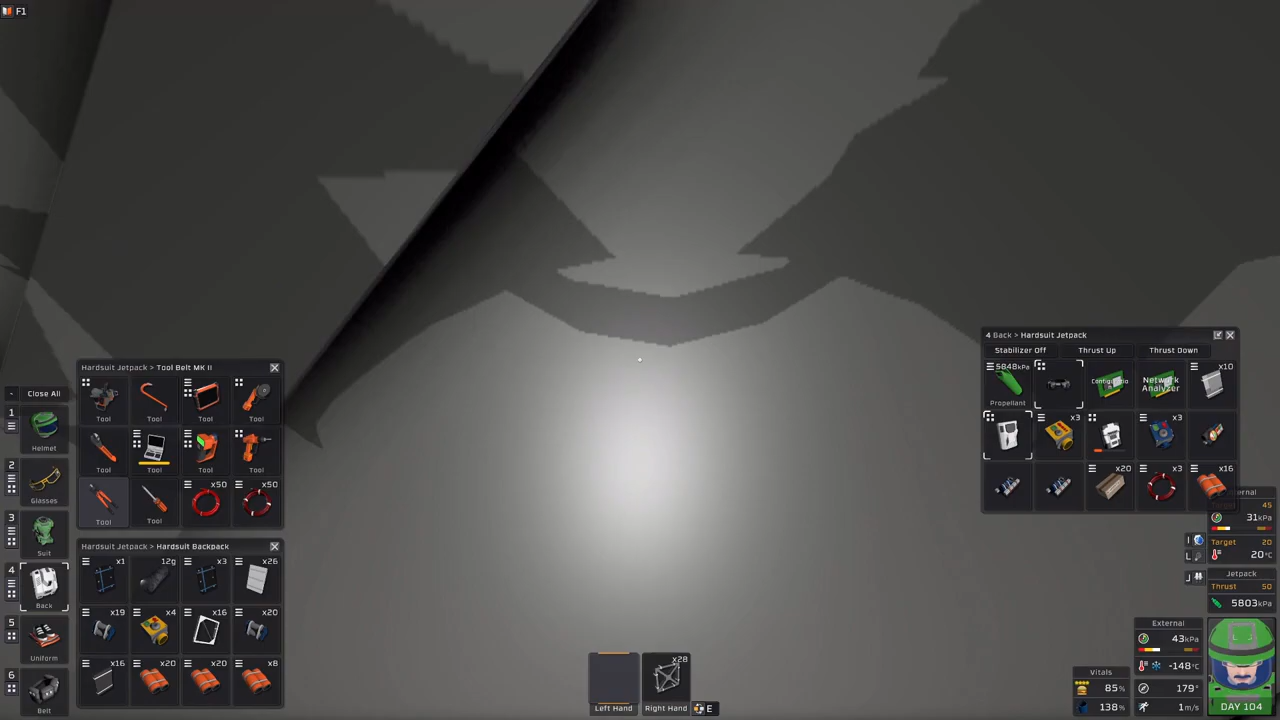 F1
Hardsuit Jetpack > Tool Belt MK II
Tool
Tool
Tool
Tool
Tool
Tool
Tool
Tool
x50
x50
Tool
Tool
- Close All
1
Helmet
2
Glasses
3
Suit
4
Back
5
Uniform
6
Belt
Hardsuit Jetpack > Hardsuit Backpack
x1
12g
x3
x26
x19
x4
x16
x20
x16
x20
x20
x8
x28
Left Hand
Right Hand
E
4 Back > Hardsuit Jetpack
Stabilizer Off
Thrust Up
Thrust Down
5848kPa
Propellant
Network Analyzer
x10
x3
x3
x20
x3
x16
45
31kPa
Target
20
20°C
I
L
J
Jetpack
Thrust
50
5803kPa
External
43kPa
-148°C
179°
1m/s
Vitals
85%
138%
DAY 104